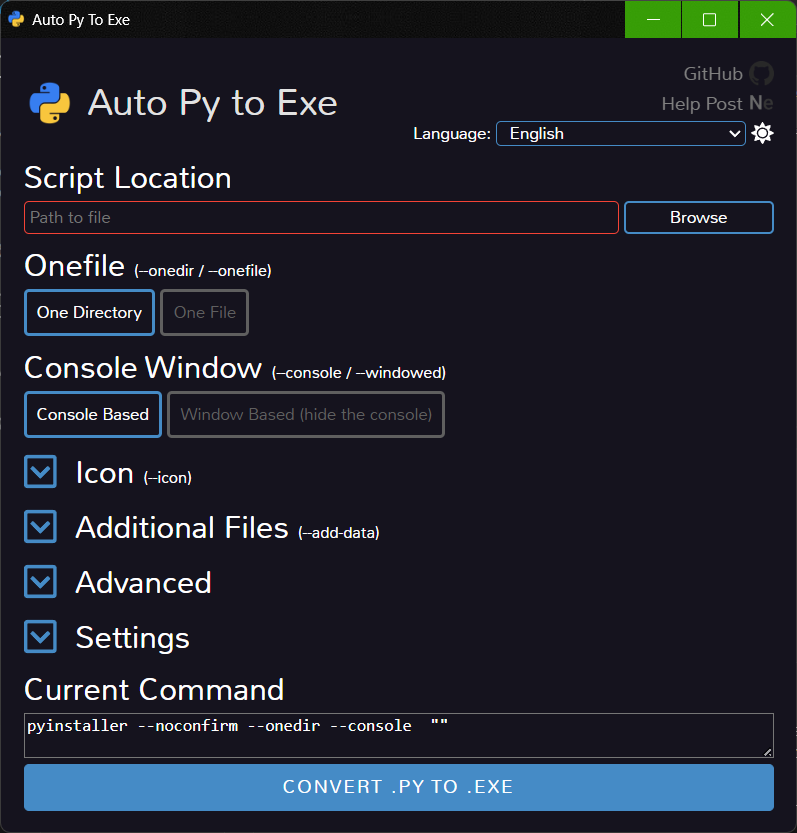 Auto Py To Exe
GitHub
Auto Py to Exe
Help Post Ne
Language: English
Script Location
Path to file
Browse
Onefile (--onedir / --onefile)
One Directory One File
Console Window (--console / --windowed)
Console Based Window Based (hide the console)
Icon (--icon)
Additional Files (--add-data)
Advanced
Settings
Current Command
pyinstaller --noconfirm --onedir --console  ""
CONVERT .PY TO .EXE